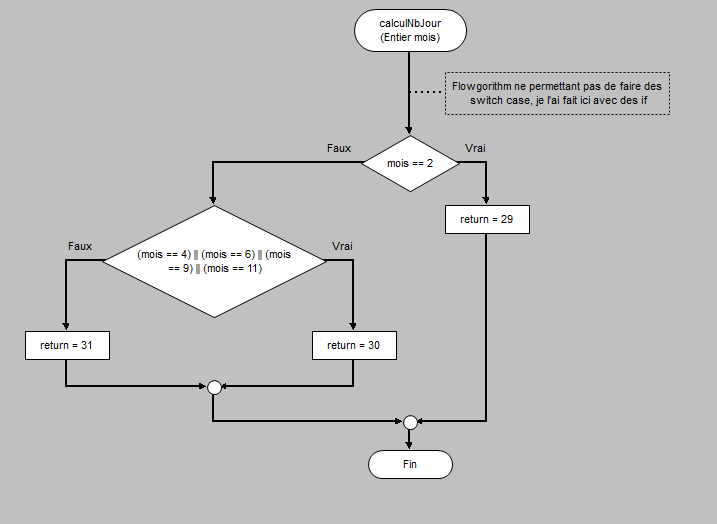 calculNbJour
(Entier mois)
Flowgorithm ne permettant pas de faire des
switch case, je l'ai fait ici avec des if
Faux
Vrai
mois == 2
return = 29
Faux
Vrai
(mois == 4) || (mois == 6) || (mois
== 9) || (mois == 11)
return = 31
return = 30
Fin